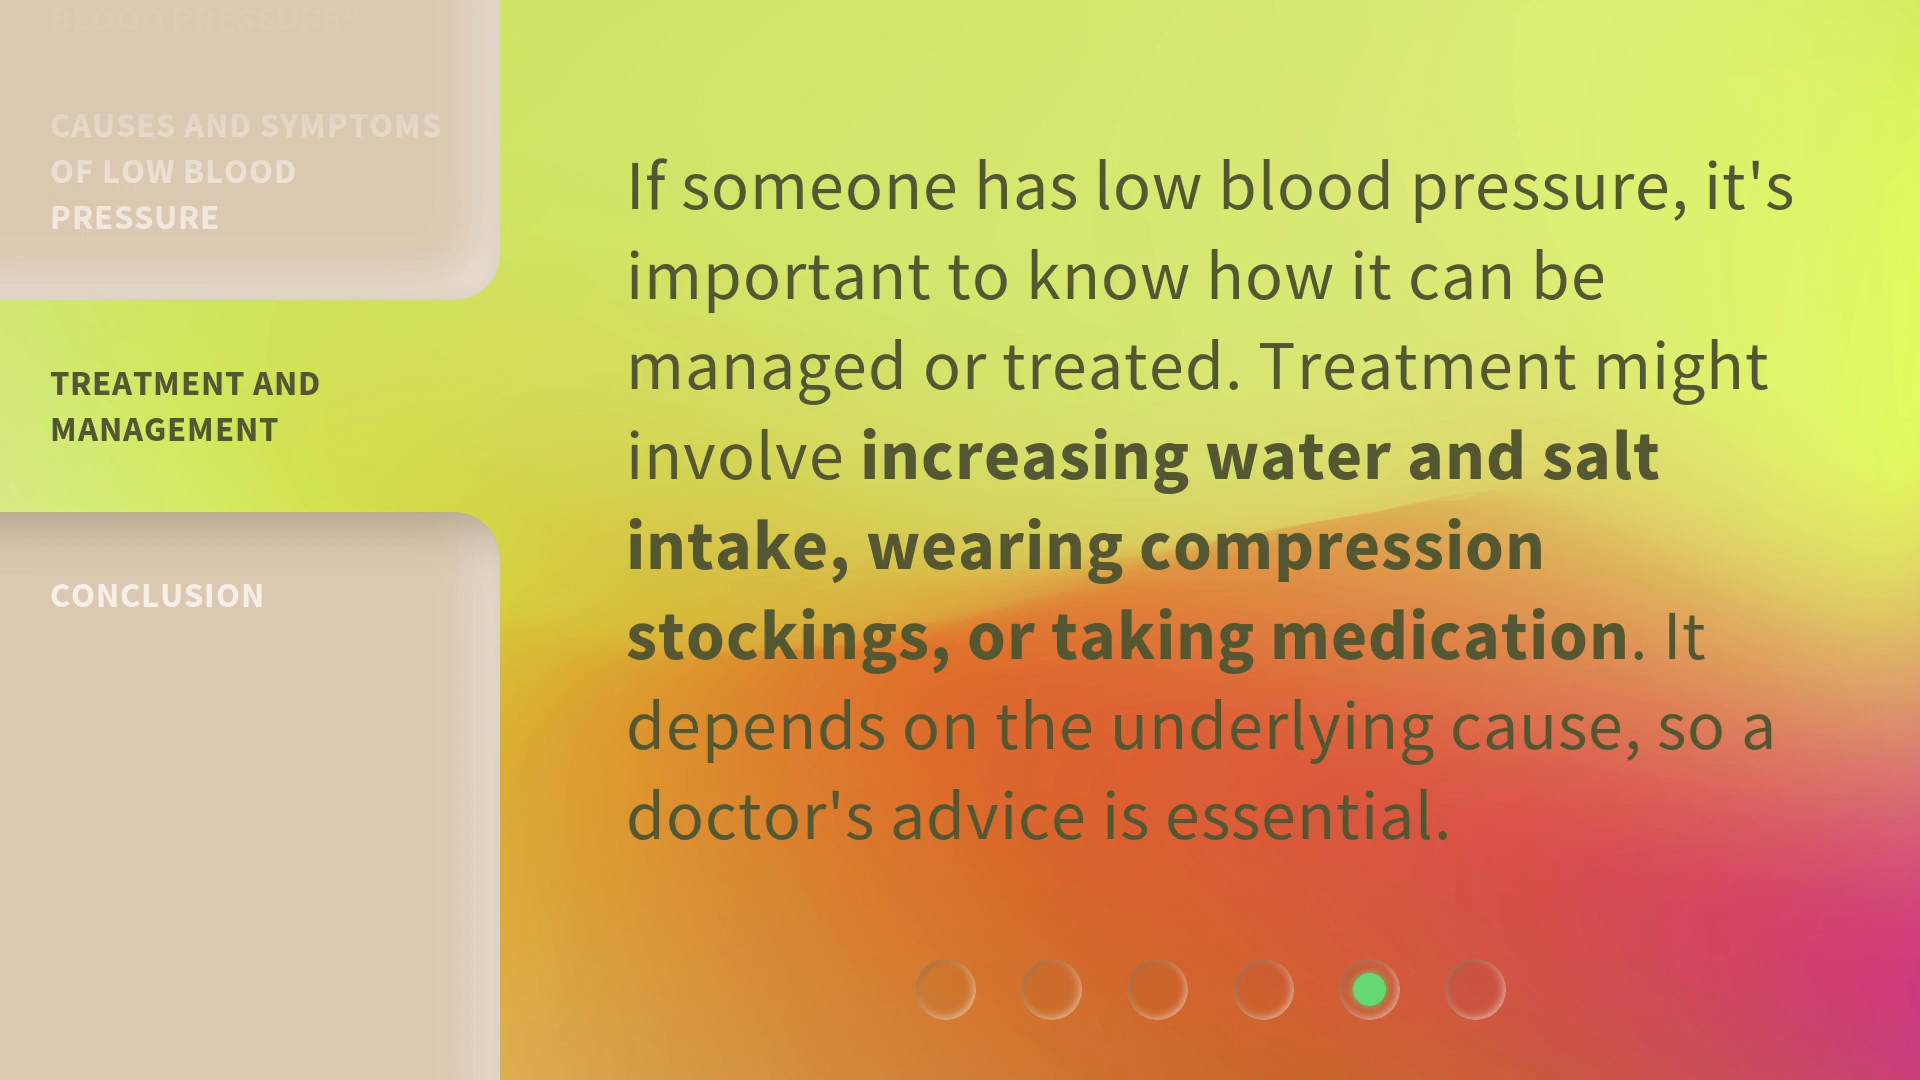 BLOOD PRESSURE"
CAUSES AND SYMPTOMS
OF LOW BLOOD
PRESSURE
TREATMENT AND
MANAGEMENT
CONCLUSION
If someone has low blood pressure, it's
important to know how it can be
managed or treated. Treatment might
involve increasing water and salt
intake, wearing compression
stockings, or taking medication. It
depends on the underlying cause, so a
doctor's advice is essential.